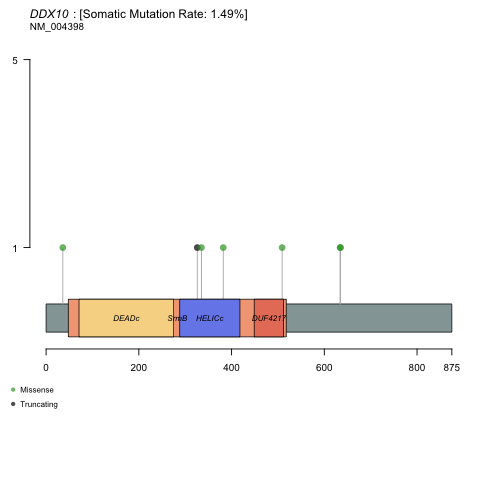 DDX10 : [Somatic Mutation Rate: 1.49%]
NM_004398
5
1
DEADc SrmB HELICc DUF4217
0 200 400 600 800 875
Missense
Truncating